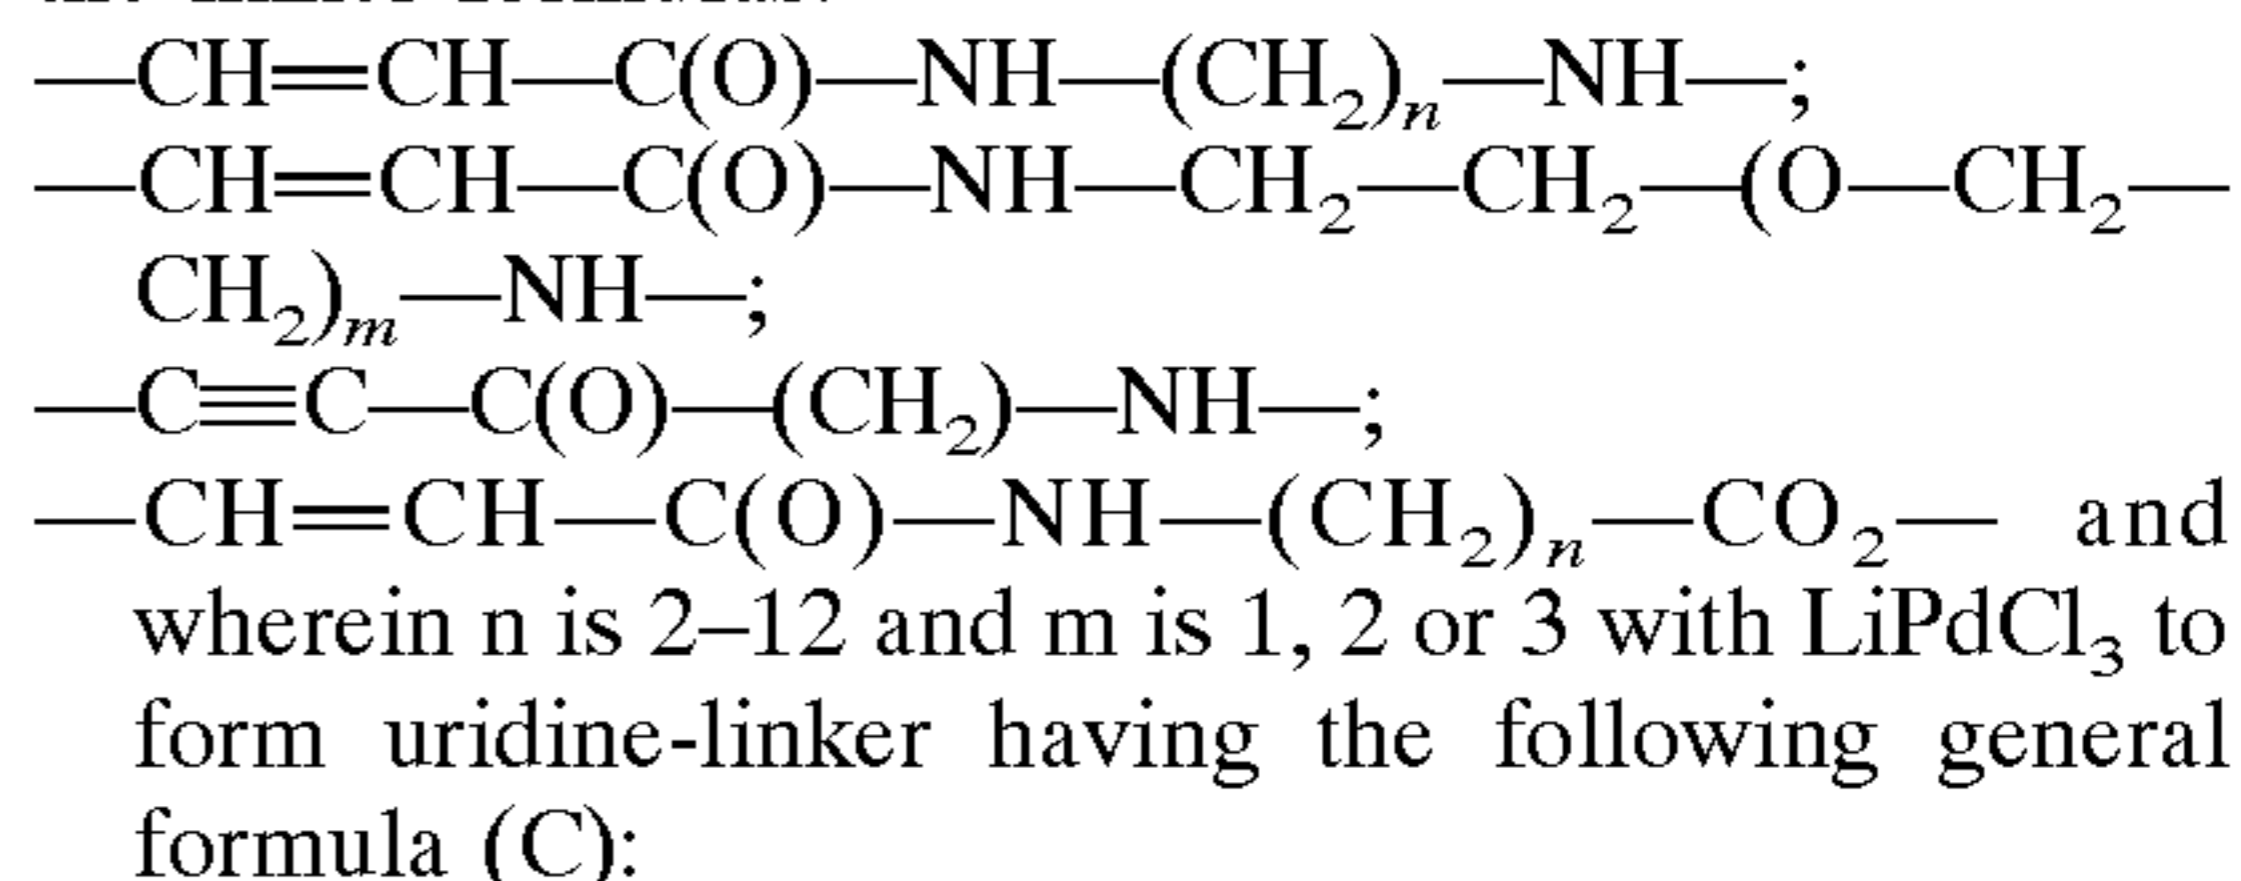 —CH=CH—C(O)—NH—(CH₂)ₙ—NH—;
—CH=CH—C(O)—NH—CH₂—CH₂—(O—CH₂—
CH₂)ₘ—NH—;
—C≡C—C(O)—(CH₂)—NH—;
—CH=CH—C(O)—NH—(CH₂)ₙ—CO₂— and
wherein n is 2–12 and m is 1, 2 or 3 with LiPdCl₃ to
form uridine-linker having the following general
formula (C):